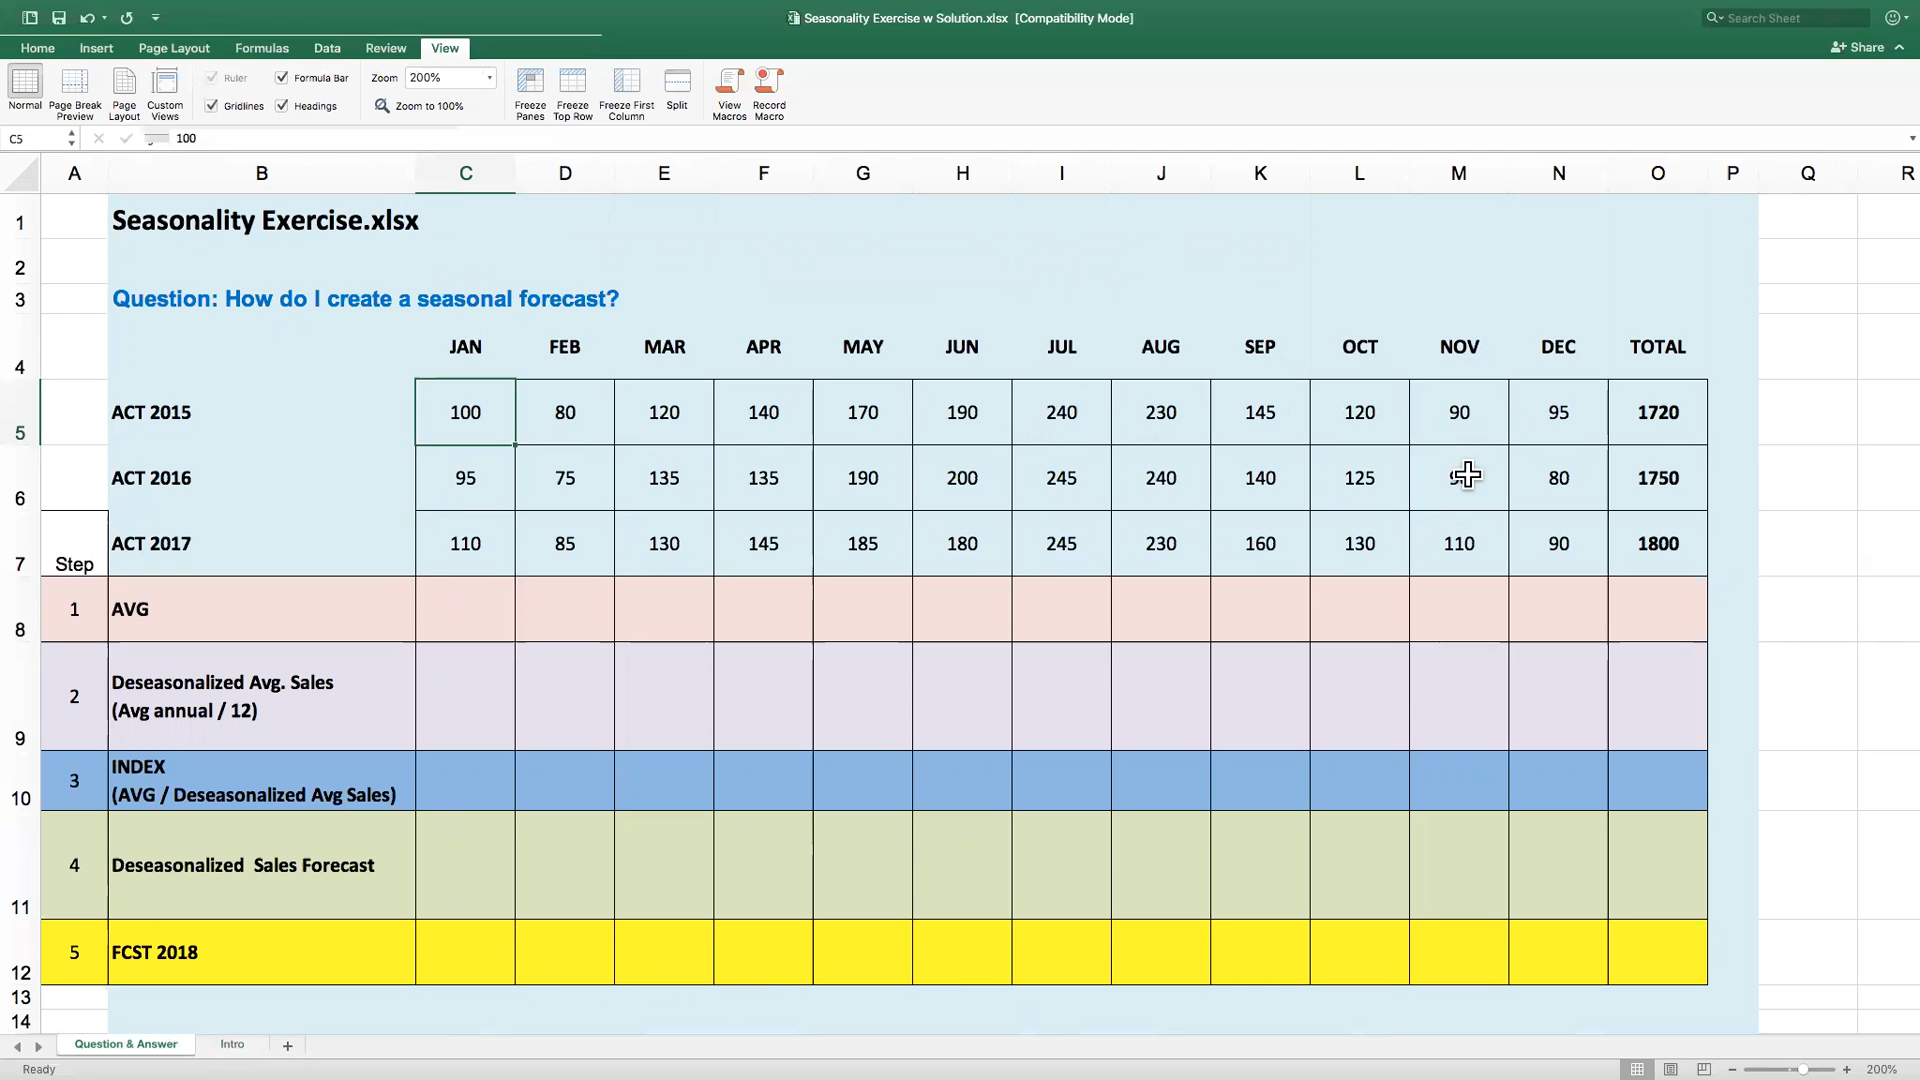 Seasonality Exercise w Solution.xlsx [Compatibility Mode]
Search Sheet
Home Insert Page Layout Formulas Data Review View
Share
Normal
Page Break Preview
Page Layout
Custom Views
Ruler
Formula Bar
Gridlines
Headings
Zoom 200%
Zoom to 100%
Freeze Panes
Freeze Top Row
Freeze First Column
Split
View Macros
Record Macro
C5 100
A B C D E F G H I J K L M N O P Q R
1 Seasonality Exercise.xlsx
2
3 Question: How do I create a seasonal forecast?
4 JAN FEB MAR APR MAY JUN JUL AUG SEP OCT NOV DEC TOTAL
5 ACT 2015 100 80 120 140 170 190 240 230 145 120 90 95 1720
6 ACT 2016 95 75 135 135 190 200 245 240 140 125 80 1750
7 Step ACT 2017 110 85 130 145 185 180 245 230 160 130 110 90 1800
8 1 AVG
9 2 Deseasonalized Avg. Sales
(Avg annual / 12)
10 3 INDEX
(AVG / Deseasonalized Avg Sales)
11 4 Deseasonalized Sales Forecast
12 5 FCST 2018
13
14
Question & Answer Intro
Ready 200%